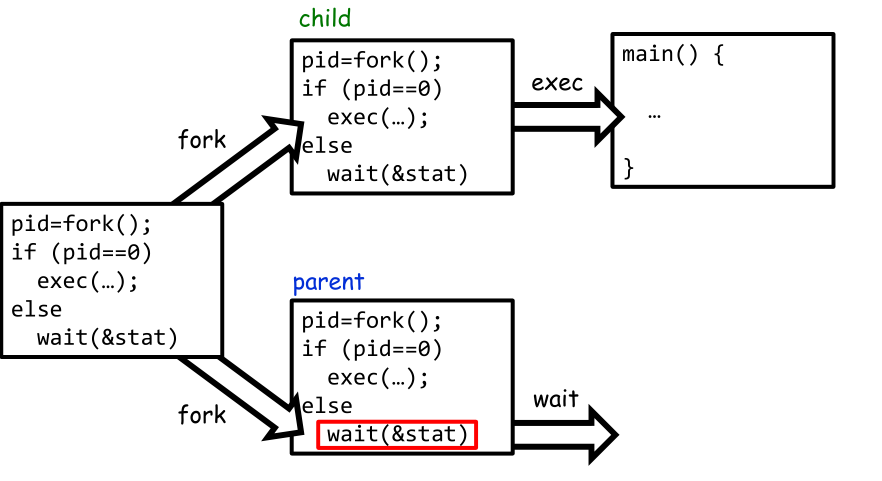 child
pid=fork();
if (pid==0)
exec(…);
else
wait(&stat)
exec
main() {
…
}
fork
pid=fork();
if (pid==0)
exec(…);
else
wait(&stat)
fork
parent
pid=fork();
if (pid==0)
exec(…);
else
wait(&stat)
wait